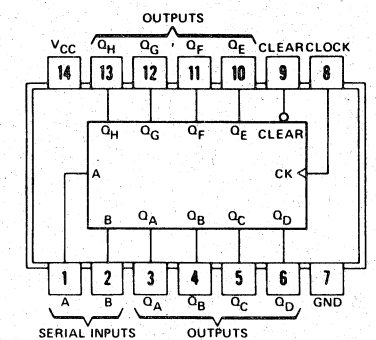 OUTPUTS
VCC QH QG QF QE CLEAR CLOCK
14 13 12 11 10 9 8
QH QG QF QE CLEAR
A CK
B QA QB QC QD
1 2 3 4 5 6 7
A B QA QB QC QD GND
SERIAL INPUTS OUTPUTS